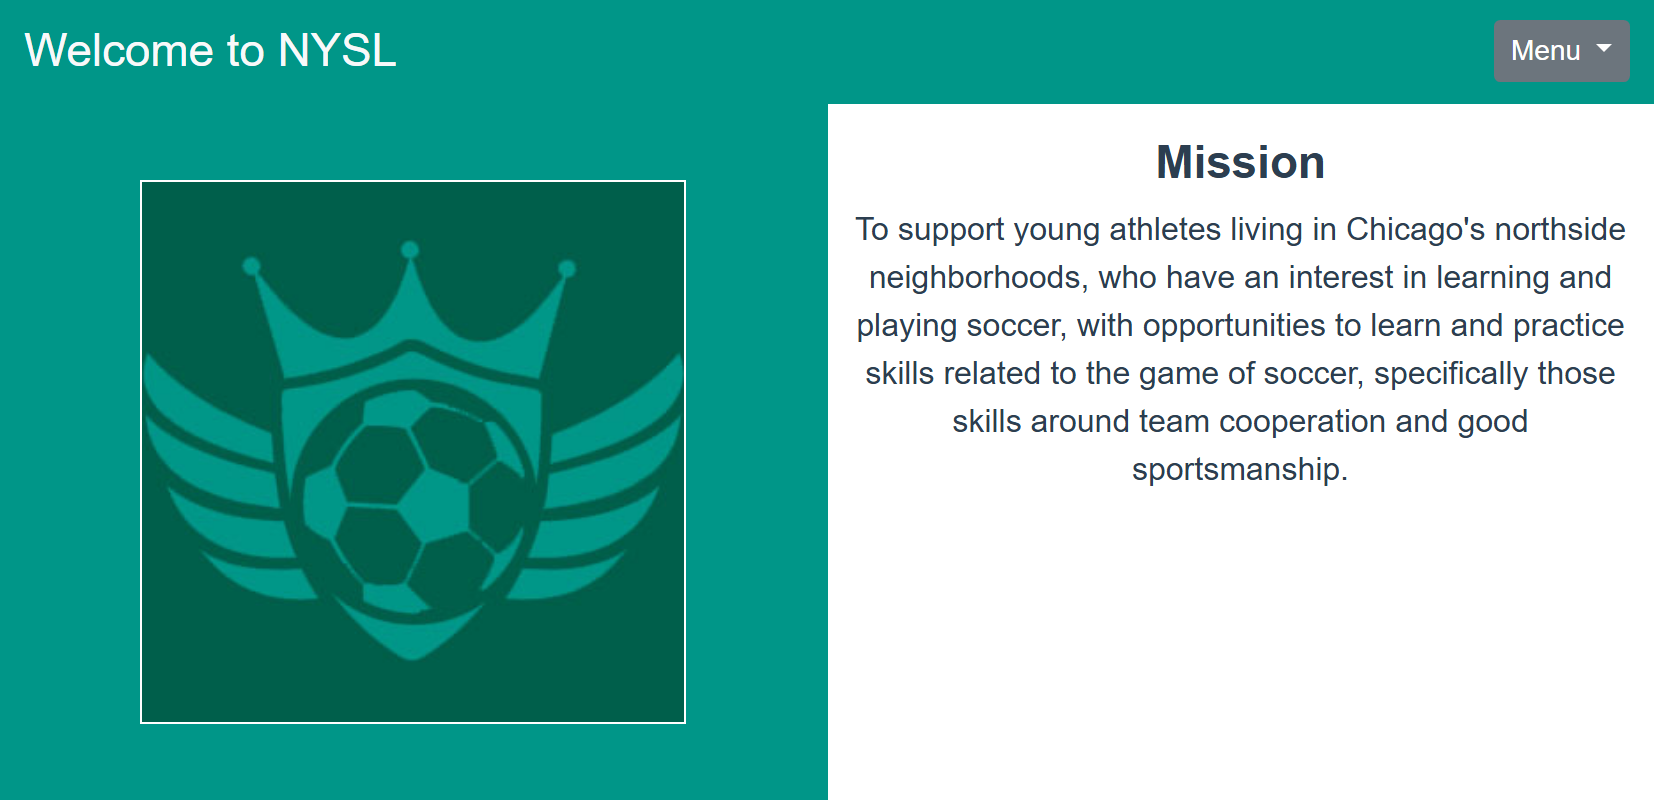 Welcome to NYSL
Menu
Mission
To support young athletes living in Chicago's northside
neighborhoods, who have an interest in learning and
playing soccer, with opportunities to learn and practice
skills related to the game of soccer, specifically those
skills around team cooperation and good
sportsmanship.